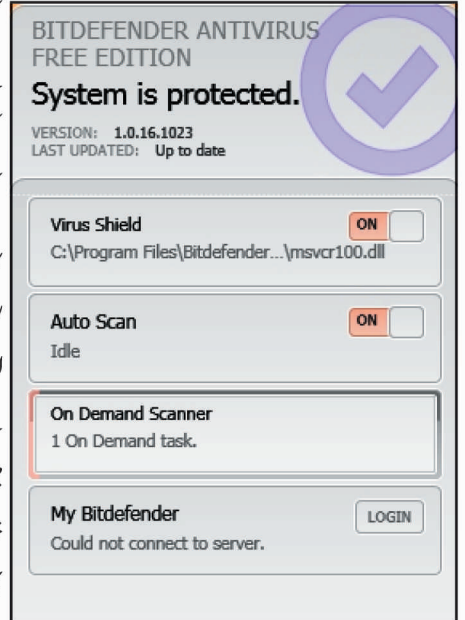 BITDEFENDER ANTIVIRUS
FREE EDITION
System is protected.
VERSION: 1.0.16.1023
LAST UPDATED: Up to date
Virus Shield
ON
C:\Program Files\Bitdefender...\msvcr100.dll
Auto Scan
ON
Idle
On Demand Scanner
1 On Demand task.
My Bitdefender
LOGIN
Could not connect to server.